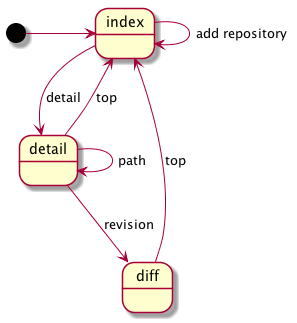 index
add repository
detail
top
detail
path
top
revision
diff